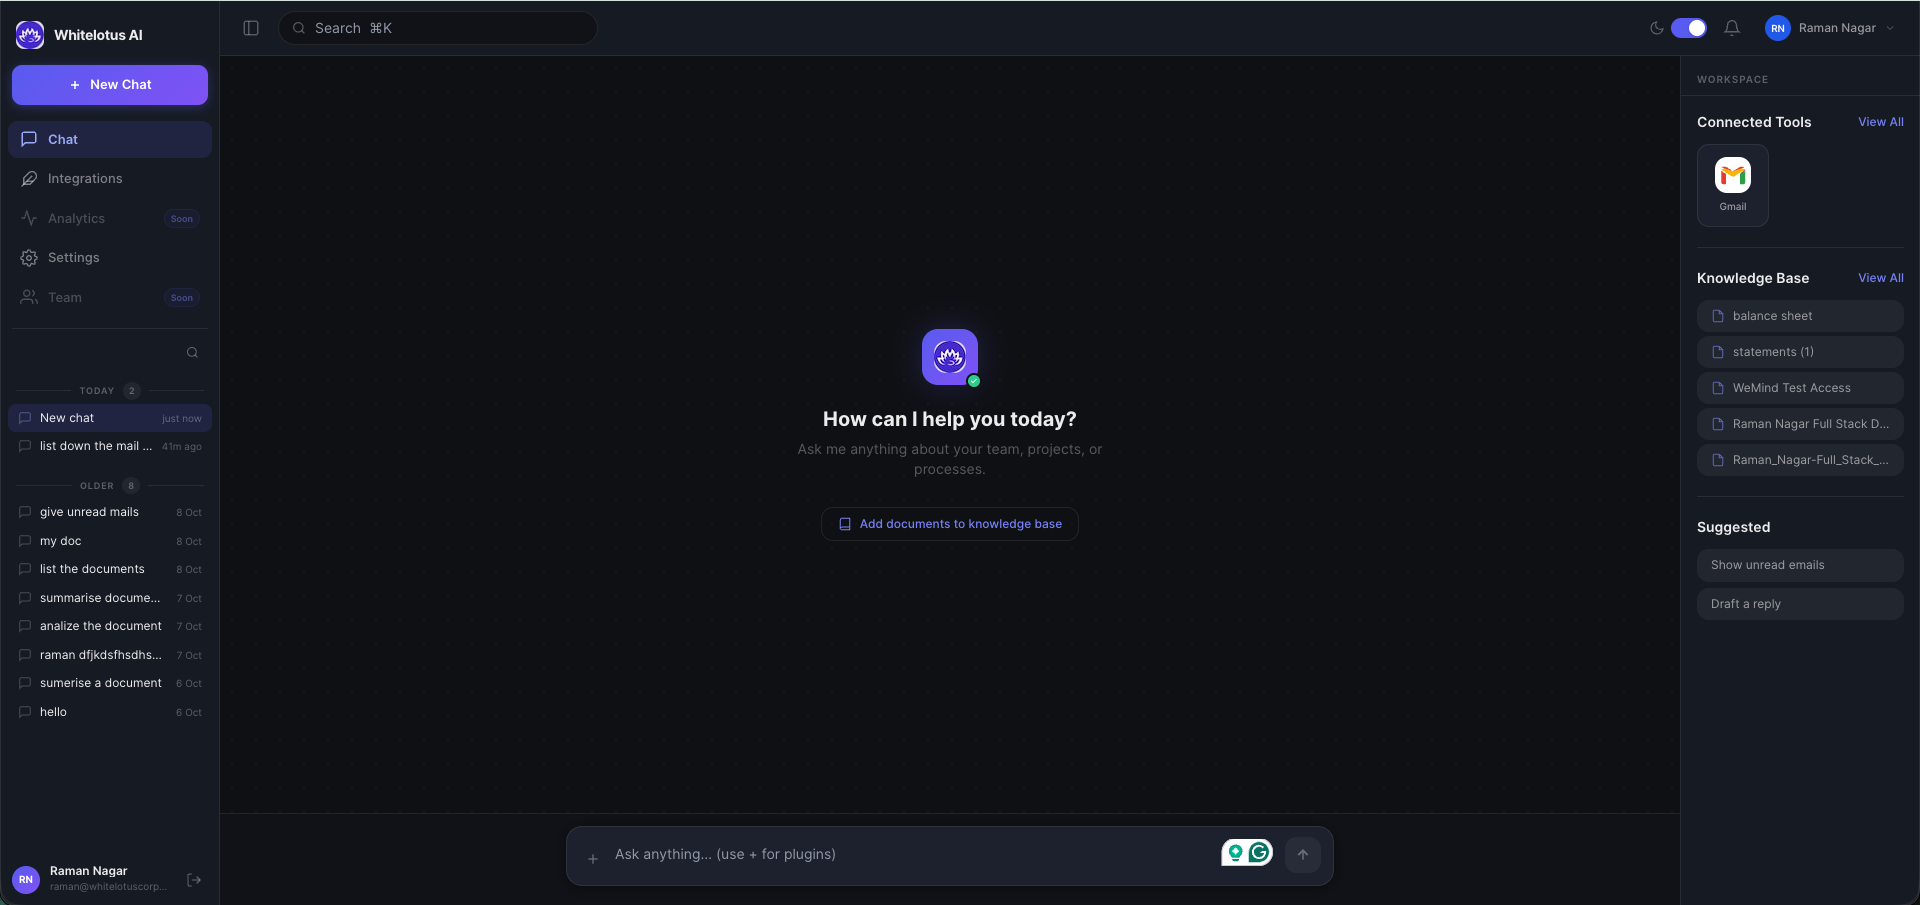 Whitelotus AI
+ New Chat
Chat
Integrations
Analytics Soon
Settings
Team Soon
TODAY 2
New chat just now
list down the mail ... 41m ago
OLDER 8
give unread mails 8 Oct
my doc 8 Oct
list the documents 8 Oct
summarise docume... 7 Oct
analize the document 7 Oct
raman dfjkdsfhsdhs... 7 Oct
sumerise a document 6 Oct
hello 6 Oct
RN Raman Nagar
raman@whitelotuscorp...
Search ⌘K
RN Raman Nagar
How can I help you today?
Ask me anything about your team, projects, or
processes.
Add documents to knowledge base
Ask anything... (use + for plugins)
WORKSPACE
Connected Tools View All
Gmail
Knowledge Base View All
balance sheet
statements (1)
WeMind Test Access
Raman Nagar Full Stack D...
Raman_Nagar-Full_Stack_...
Suggested
Show unread emails
Draft a reply